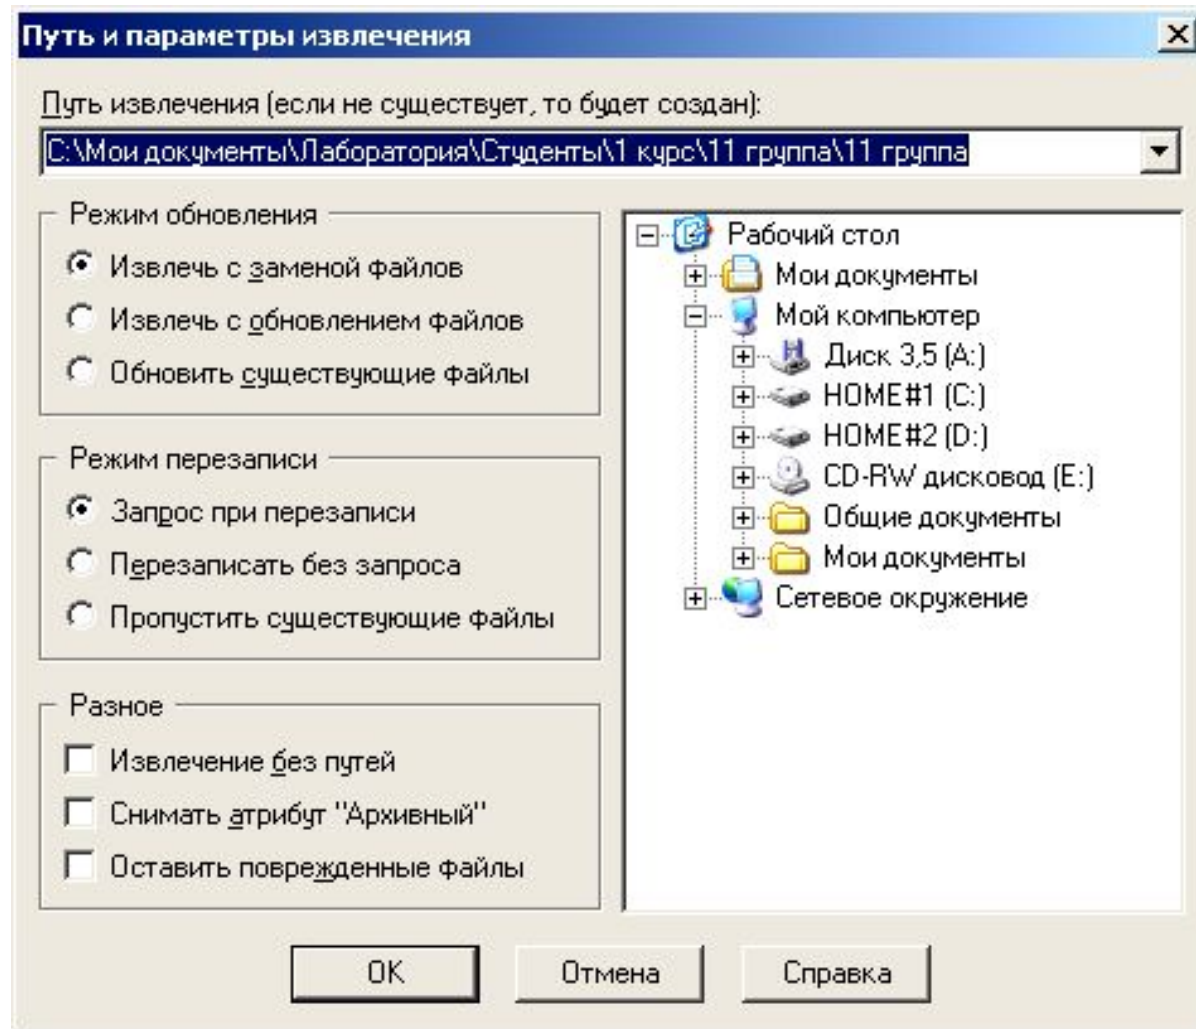 Путь и параметры извлечения
Путь извлечения (если не существует, то будет создан):
C:\Мои документы\Лаборатория\Студенты\1 курс\11 группа\11 группа
Режим обновления
Извлечь с заменой файлов
Извлечь с обновлением файлов
Обновить существующие файлы
Режим перезаписи
Запрос при перезаписи
Перезаписать без запроса
Пропустить существующие файлы
Разное
Извлечение без путей
Снимать атрибут "Архивный"
Оставить поврежденные файлы
Рабочий стол
Мои документы
Мой компьютер
Диск 3,5 (A:)
HOME#1 (C:)
HOME#2 (D:)
CD-RW дисковод (E:)
Общие документы
Мои документы
Сетевое окружение
OK
Отмена
Справка